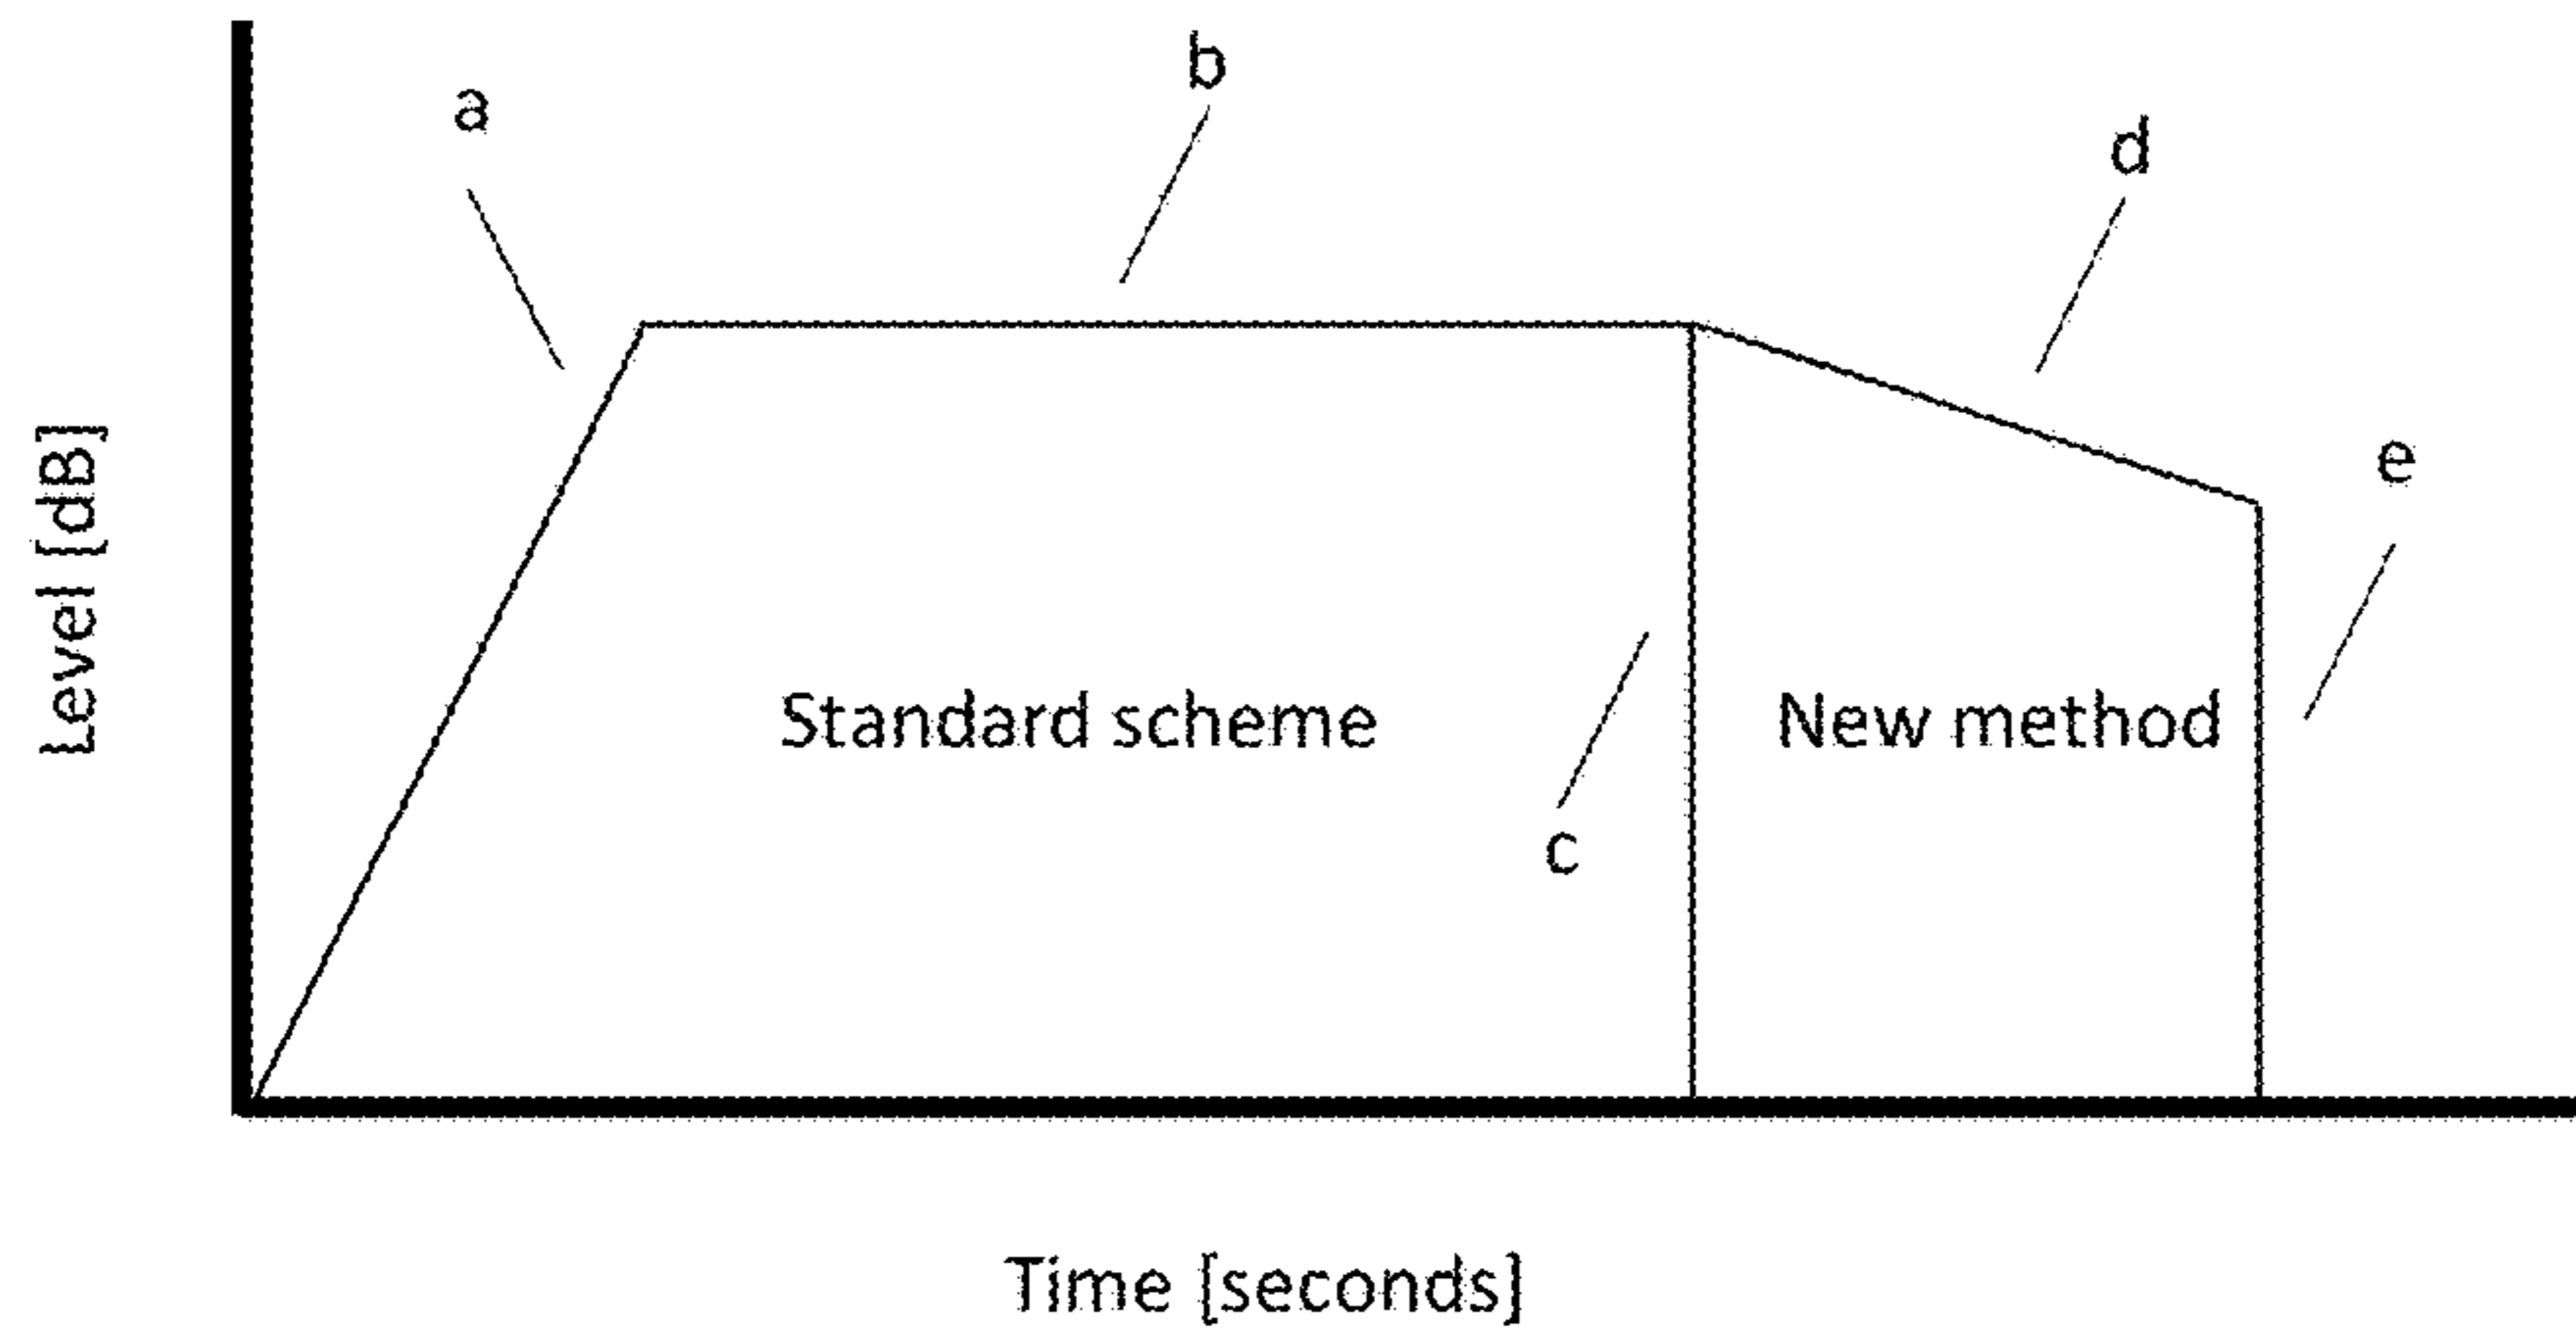 a
b
d
e
Level [dB]
Standard scheme
New method
c
Time [seconds]